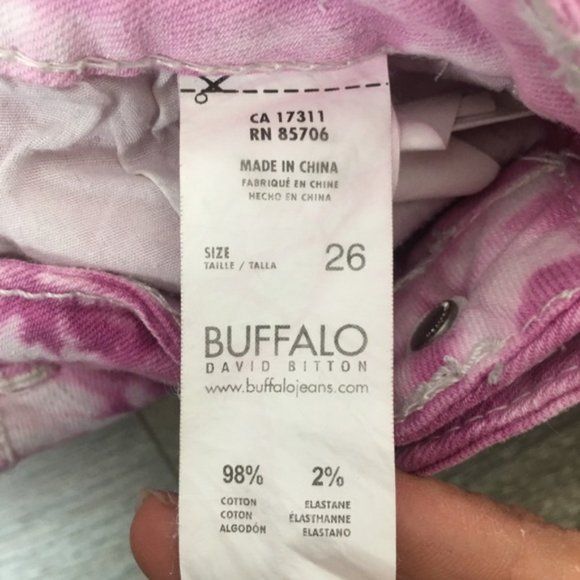 CA 17311
RN 85706
MADE IN CHINA
FABRIQUÉ EN CHINE
HECHO EN CHINA
SIZE 26
TAILLE / TALLA
BUFFALO
DAVID BITTON
www.buffalojeans.com
98% 2%
COTTON ELASTANE
COTON ÉLASTHANNE
ALGODÓN ELASTANO